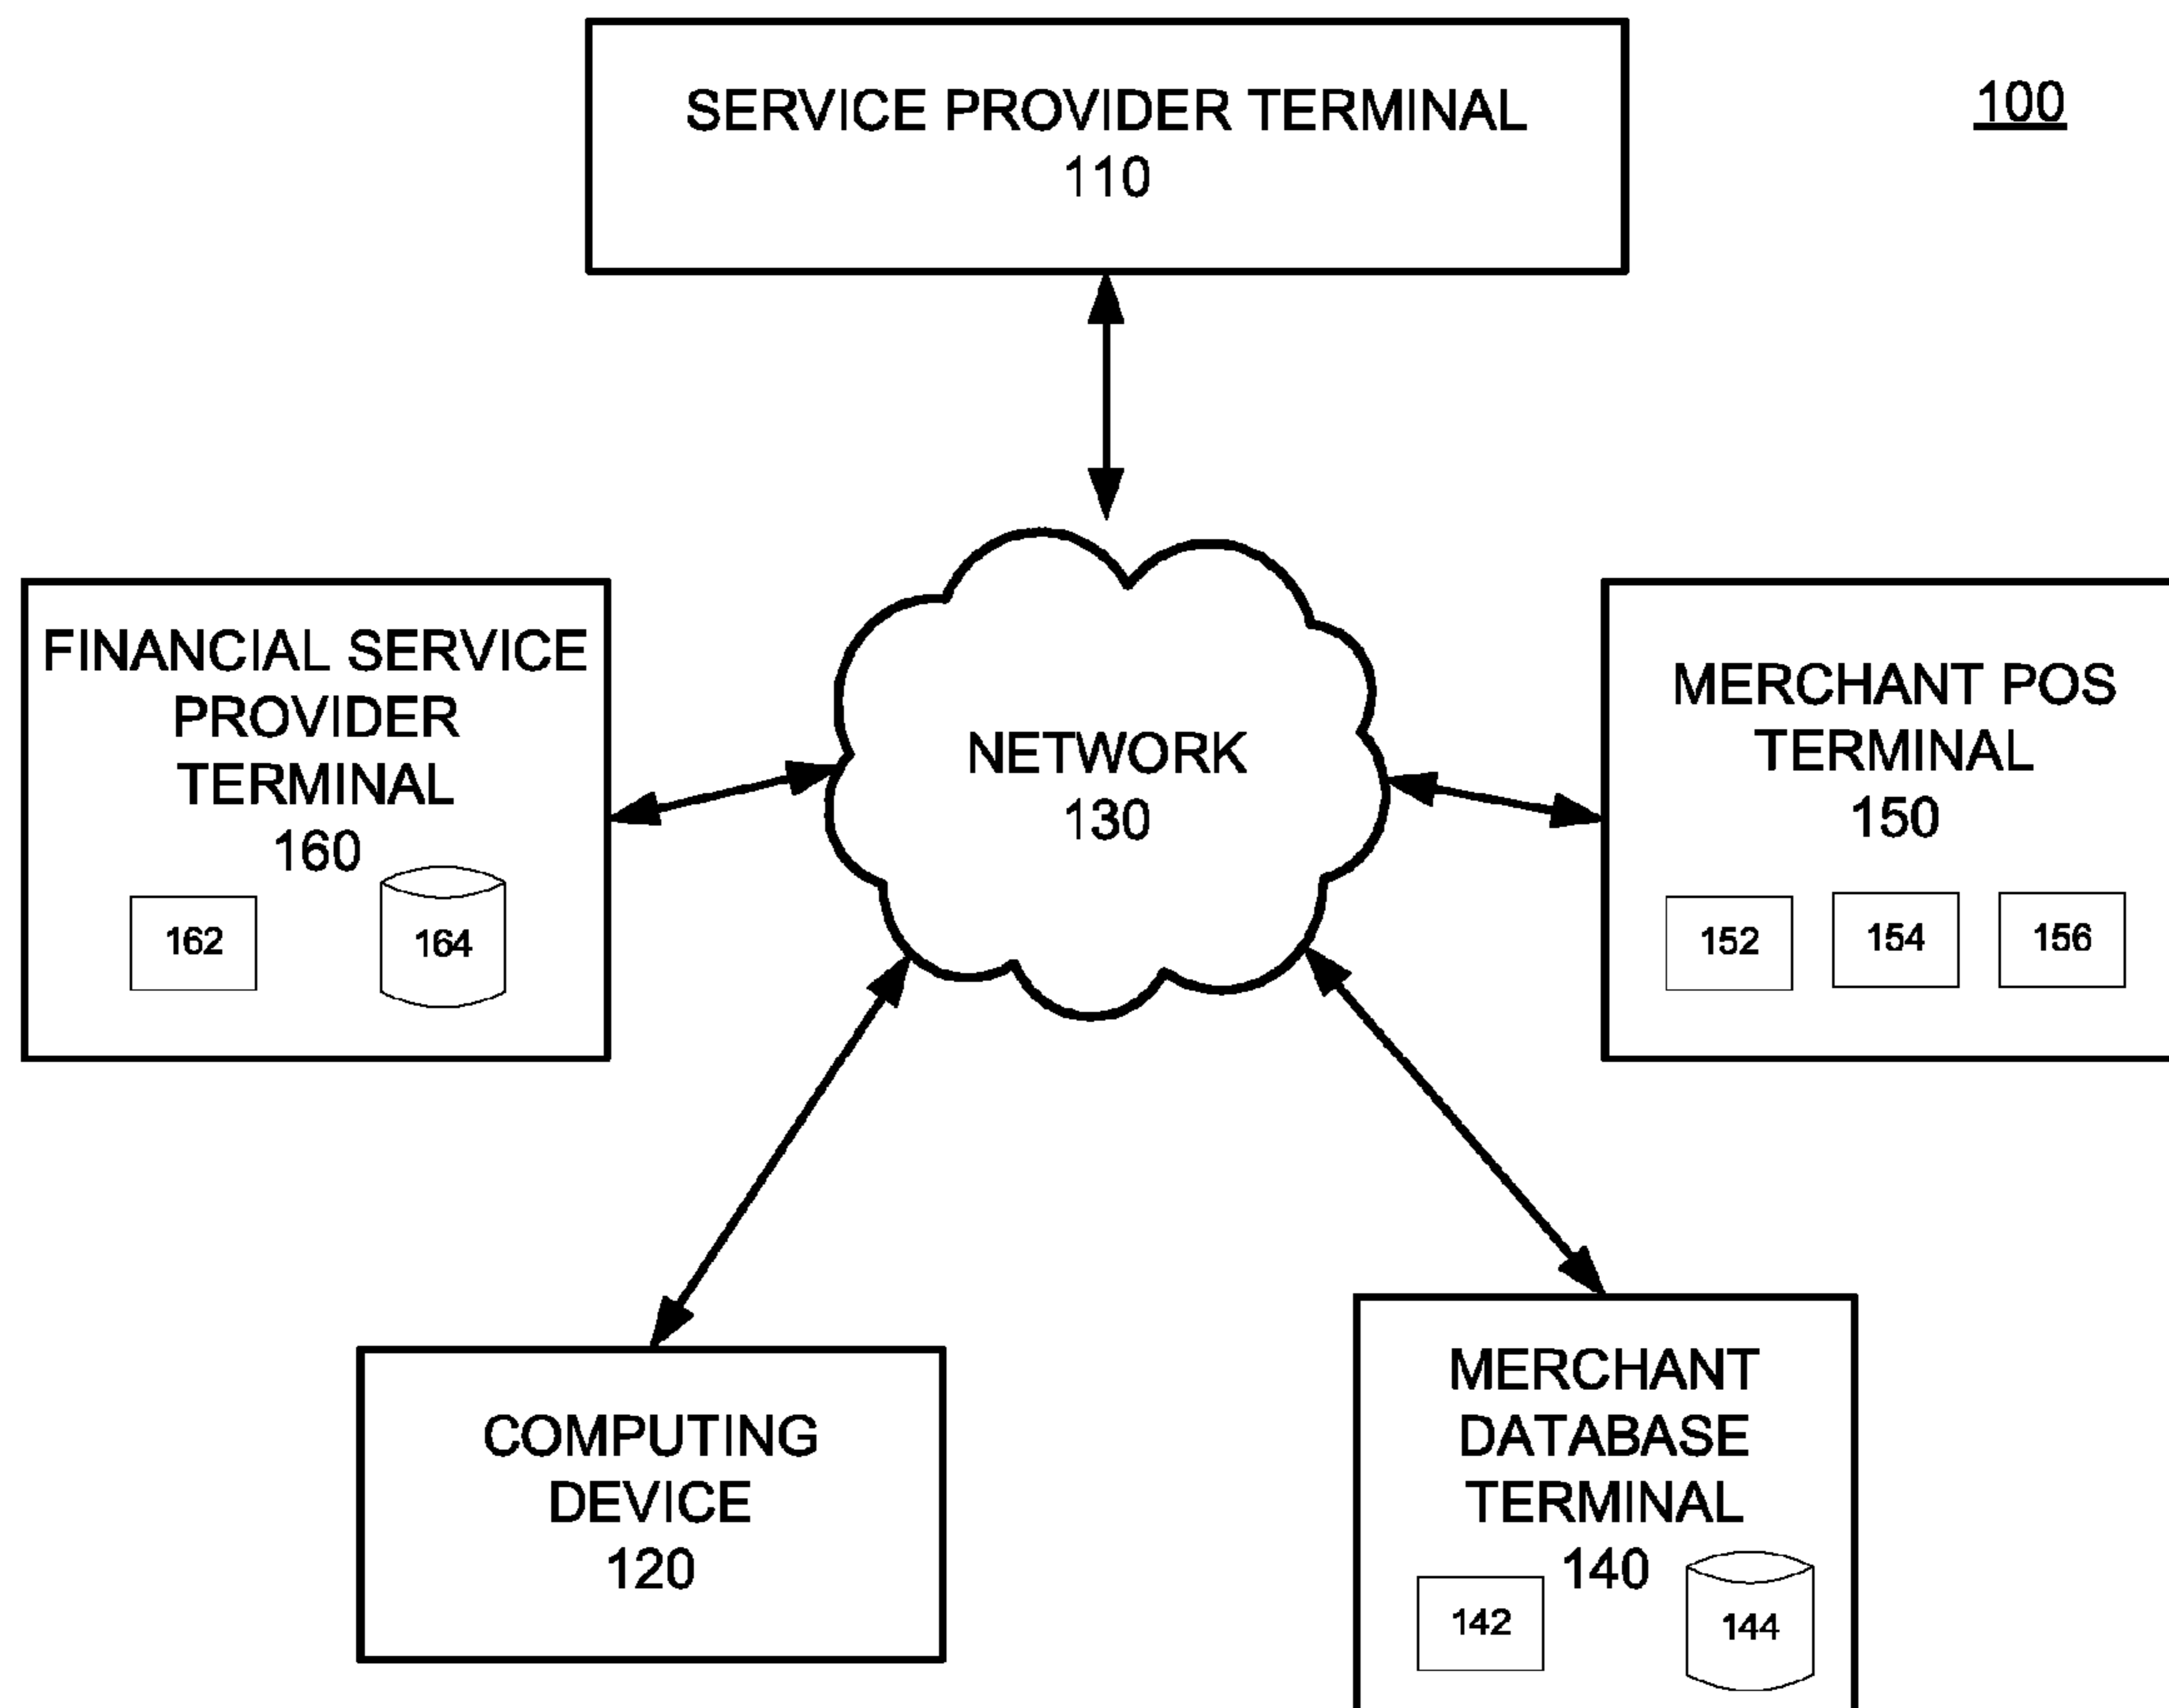 SERVICE PROVIDER TERMINAL
110
100
FINANCIAL SERVICE
PROVIDER
TERMINAL
160
162
164
NETWORK
130
MERCHANT POS
TERMINAL
150
152
154
156
COMPUTING
DEVICE
120
MERCHANT
DATABASE
TERMINAL
140
142
144